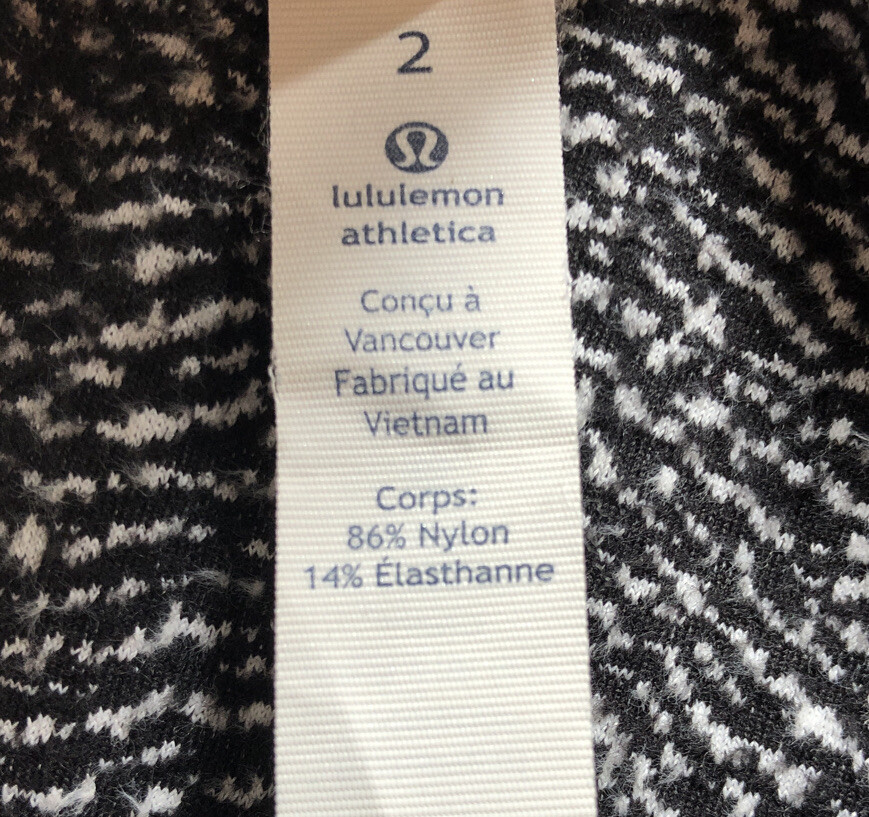 2
lululemon
athletica
Conçu à
Vancouver
Fabriqué au
Vietnam
Corps:
86% Nylon
14% Élasthanne